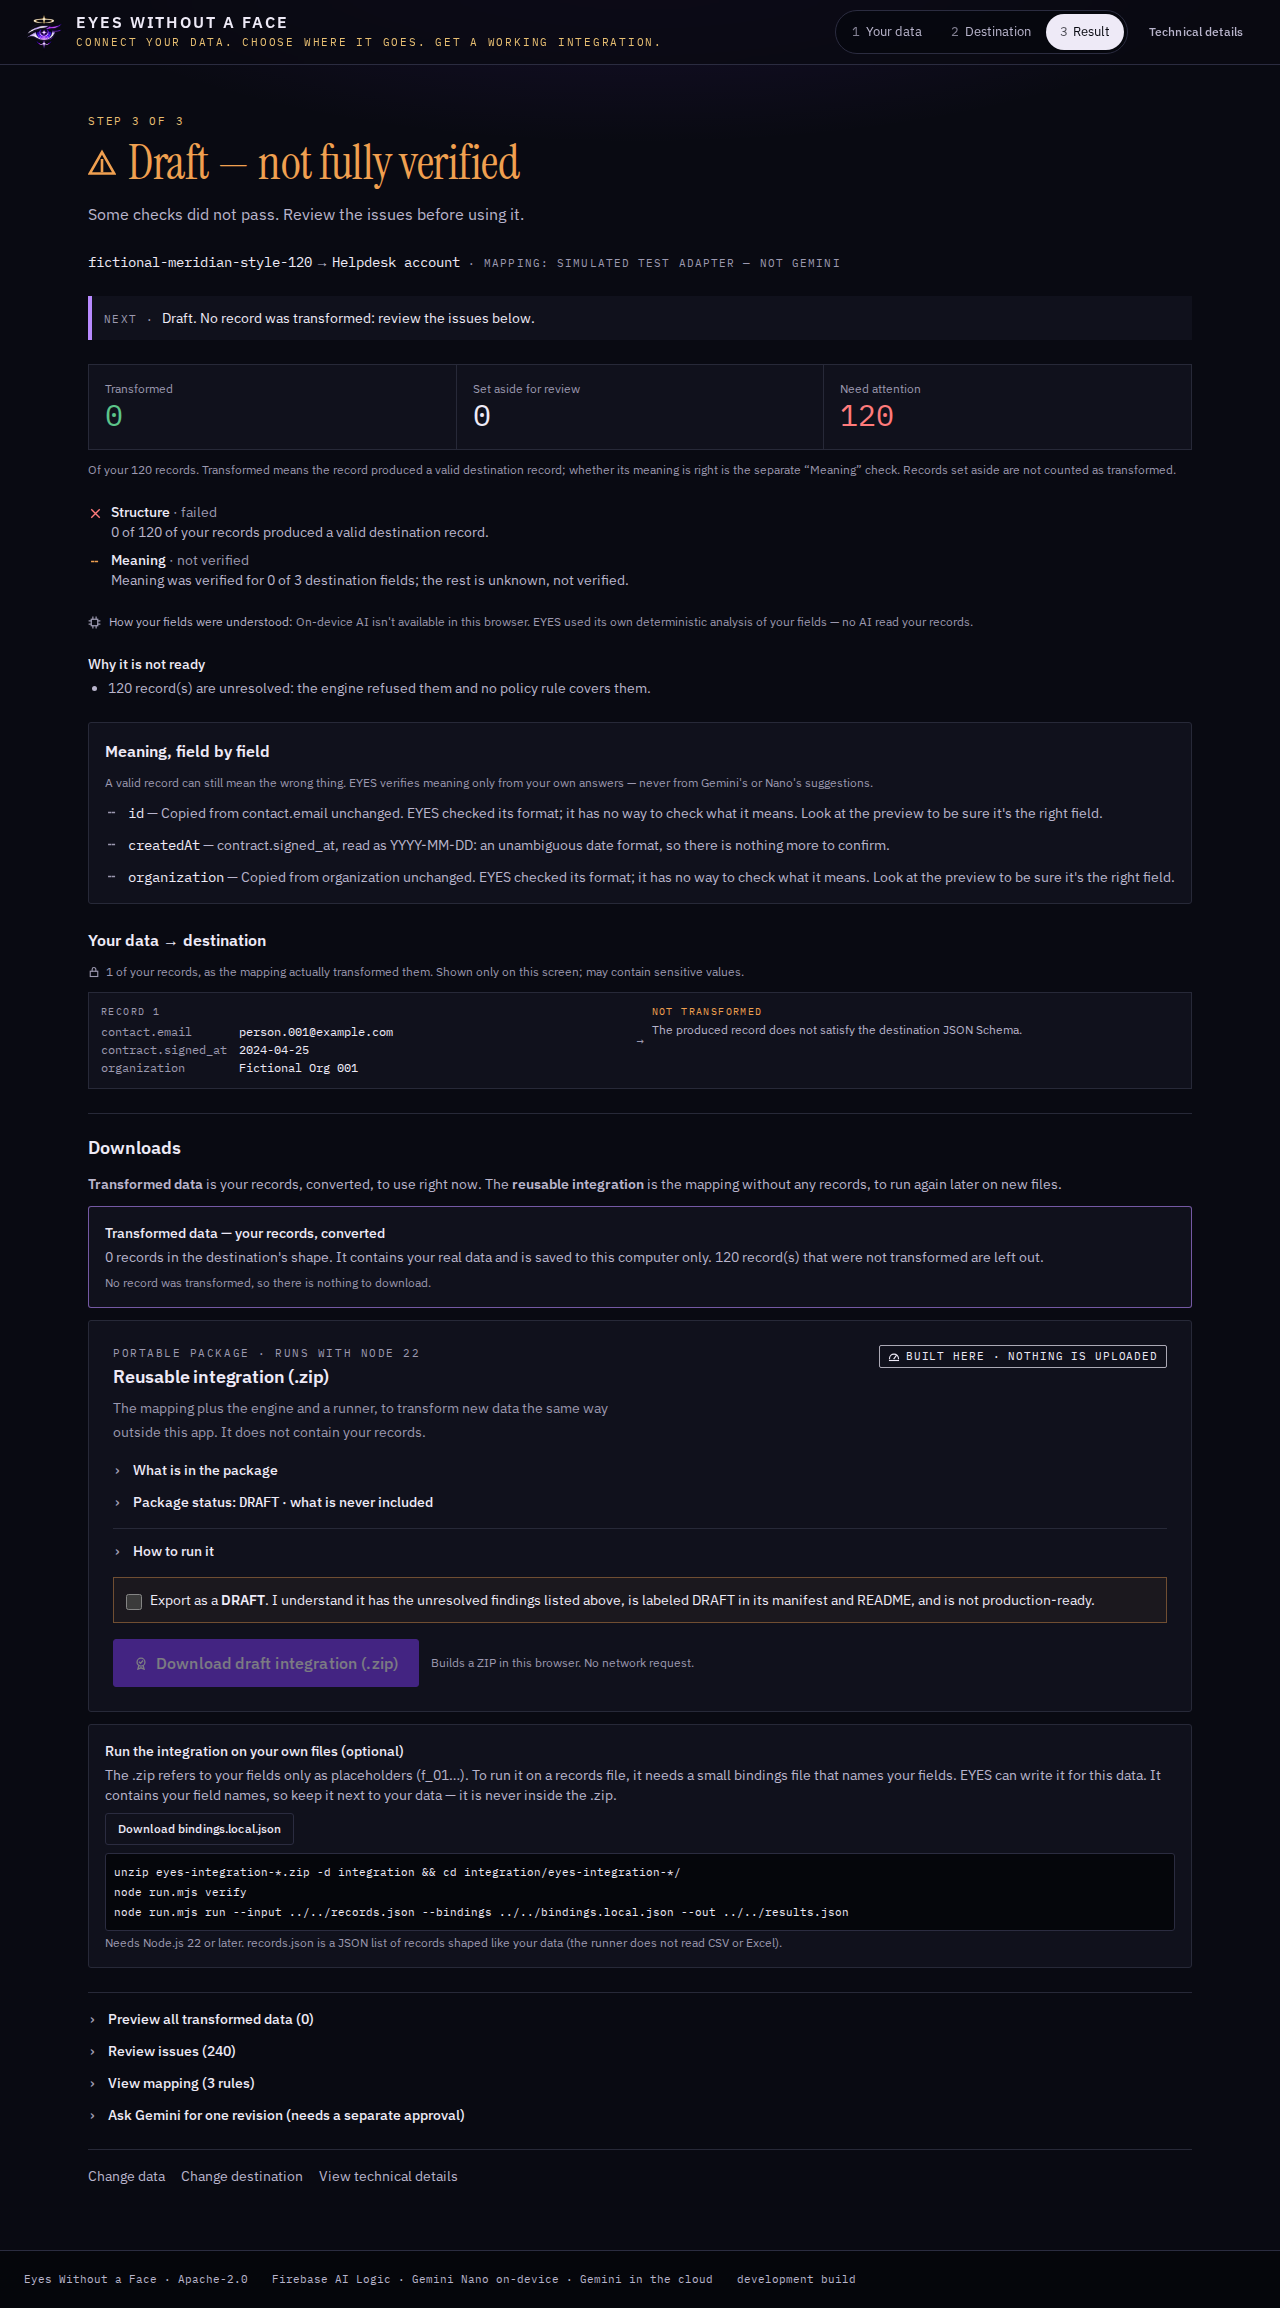 EYES WITHOUT A FACE
CONNECT YOUR DATA. CHOOSE WHERE IT GOES. GET A WORKING INTEGRATION.
1 Your data
2 Destination
3 Result
Technical details
STEP 3 OF 3
Draft — not fully verified
Some checks did not pass. Review the issues before using it.
fictional-meridian-style-120 → Helpdesk account · MAPPING: SIMULATED TEST ADAPTER — NOT GEMINI
NEXT · Draft. No record was transformed: review the issues below.
Transformed
0
Set aside for review
0
Need attention
120
Of your 120 records. Transformed means the record produced a valid destination record; whether its meaning is right is the separate “Meaning” check. Records set aside are not counted as transformed.
Structure · failed
0 of 120 of your records produced a valid destination record.
Meaning · not verified
Meaning was verified for 0 of 3 destination fields; the rest is unknown, not verified.
How your fields were understood: On-device AI isn't available in this browser. EYES used its own deterministic analysis of your fields — no AI read your records.
Why it is not ready
• 120 record(s) are unresolved: the engine refused them and no policy rule covers them.
Meaning, field by field
A valid record can still mean the wrong thing. EYES verifies meaning only from your own answers — never from Gemini's or Nano's suggestions.
id — Copied from contact.email unchanged. EYES checked its format; it has no way to check what it means. Look at the preview to be sure it's the right field.
createdAt — contract.signed_at, read as YYYY-MM-DD: an unambiguous date format, so there is nothing more to confirm.
organization — Copied from organization unchanged. EYES checked its format; it has no way to check what it means. Look at the preview to be sure it's the right field.
Your data → destination
1 of your records, as the mapping actually transformed them. Shown only on this screen; may contain sensitive values.
RECORD 1
contact.email person.001@example.com
contract.signed_at 2024-04-25
organization Fictional Org 001
→
NOT TRANSFORMED
The produced record does not satisfy the destination JSON Schema.
Downloads
Transformed data is your records, converted, to use right now. The reusable integration is the mapping without any records, to run again later on new files.
Transformed data — your records, converted
0 records in the destination's shape. It contains your real data and is saved to this computer only. 120 record(s) that were not transformed are left out.
No record was transformed, so there is nothing to download.
PORTABLE PACKAGE · RUNS WITH NODE 22
BUILT HERE · NOTHING IS UPLOADED
Reusable integration (.zip)
The mapping plus the engine and a runner, to transform new data the same way
outside this app. It does not contain your records.
› What is in the package
› Package status: DRAFT · what is never included
› How to run it
Export as a DRAFT. I understand it has the unresolved findings listed above, is labeled DRAFT in its manifest and README, and is not production-ready.
Download draft integration (.zip)
Builds a ZIP in this browser. No network request.
Run the integration on your own files (optional)
The .zip refers to your fields only as placeholders (f_01…). To run it on a records file, it needs a small bindings file that names your fields. EYES can write it for this data. It
contains your field names, so keep it next to your data — it is never inside the .zip.
Download bindings.local.json
unzip eyes-integration-*.zip -d integration && cd integration/eyes-integration-*/
node run.mjs verify
node run.mjs run --input ../../records.json --bindings ../../bindings.local.json --out ../../results.json
Needs Node.js 22 or later. records.json is a JSON list of records shaped like your data (the runner does not read CSV or Excel).
› Preview all transformed data (0)
› Review issues (240)
› View mapping (3 rules)
› Ask Gemini for one revision (needs a separate approval)
Change data
Change destination
View technical details
Eyes Without a Face · Apache-2.0
Firebase AI Logic · Gemini Nano on-device · Gemini in the cloud
development build